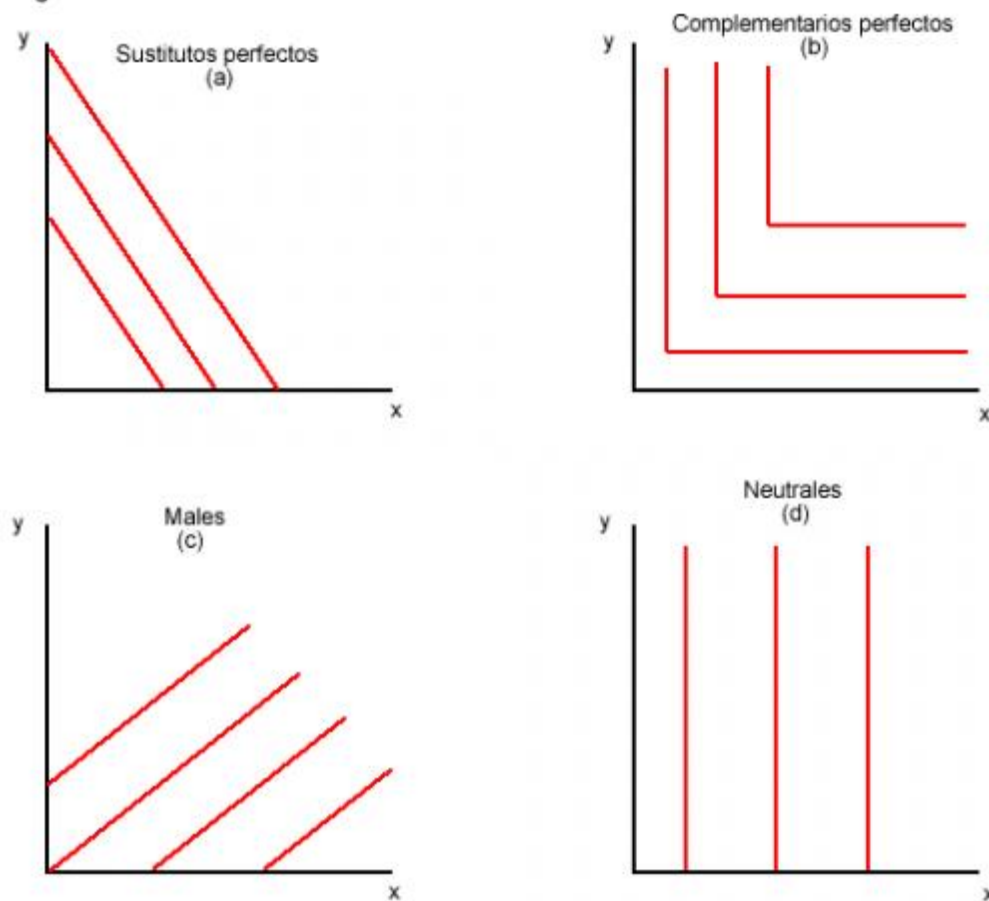 y
Sustitutos perfectos
(a)
x
y
Complementarios perfectos
(b)
x
y
Males
(c)
x
y
Neutrales
(d)
x